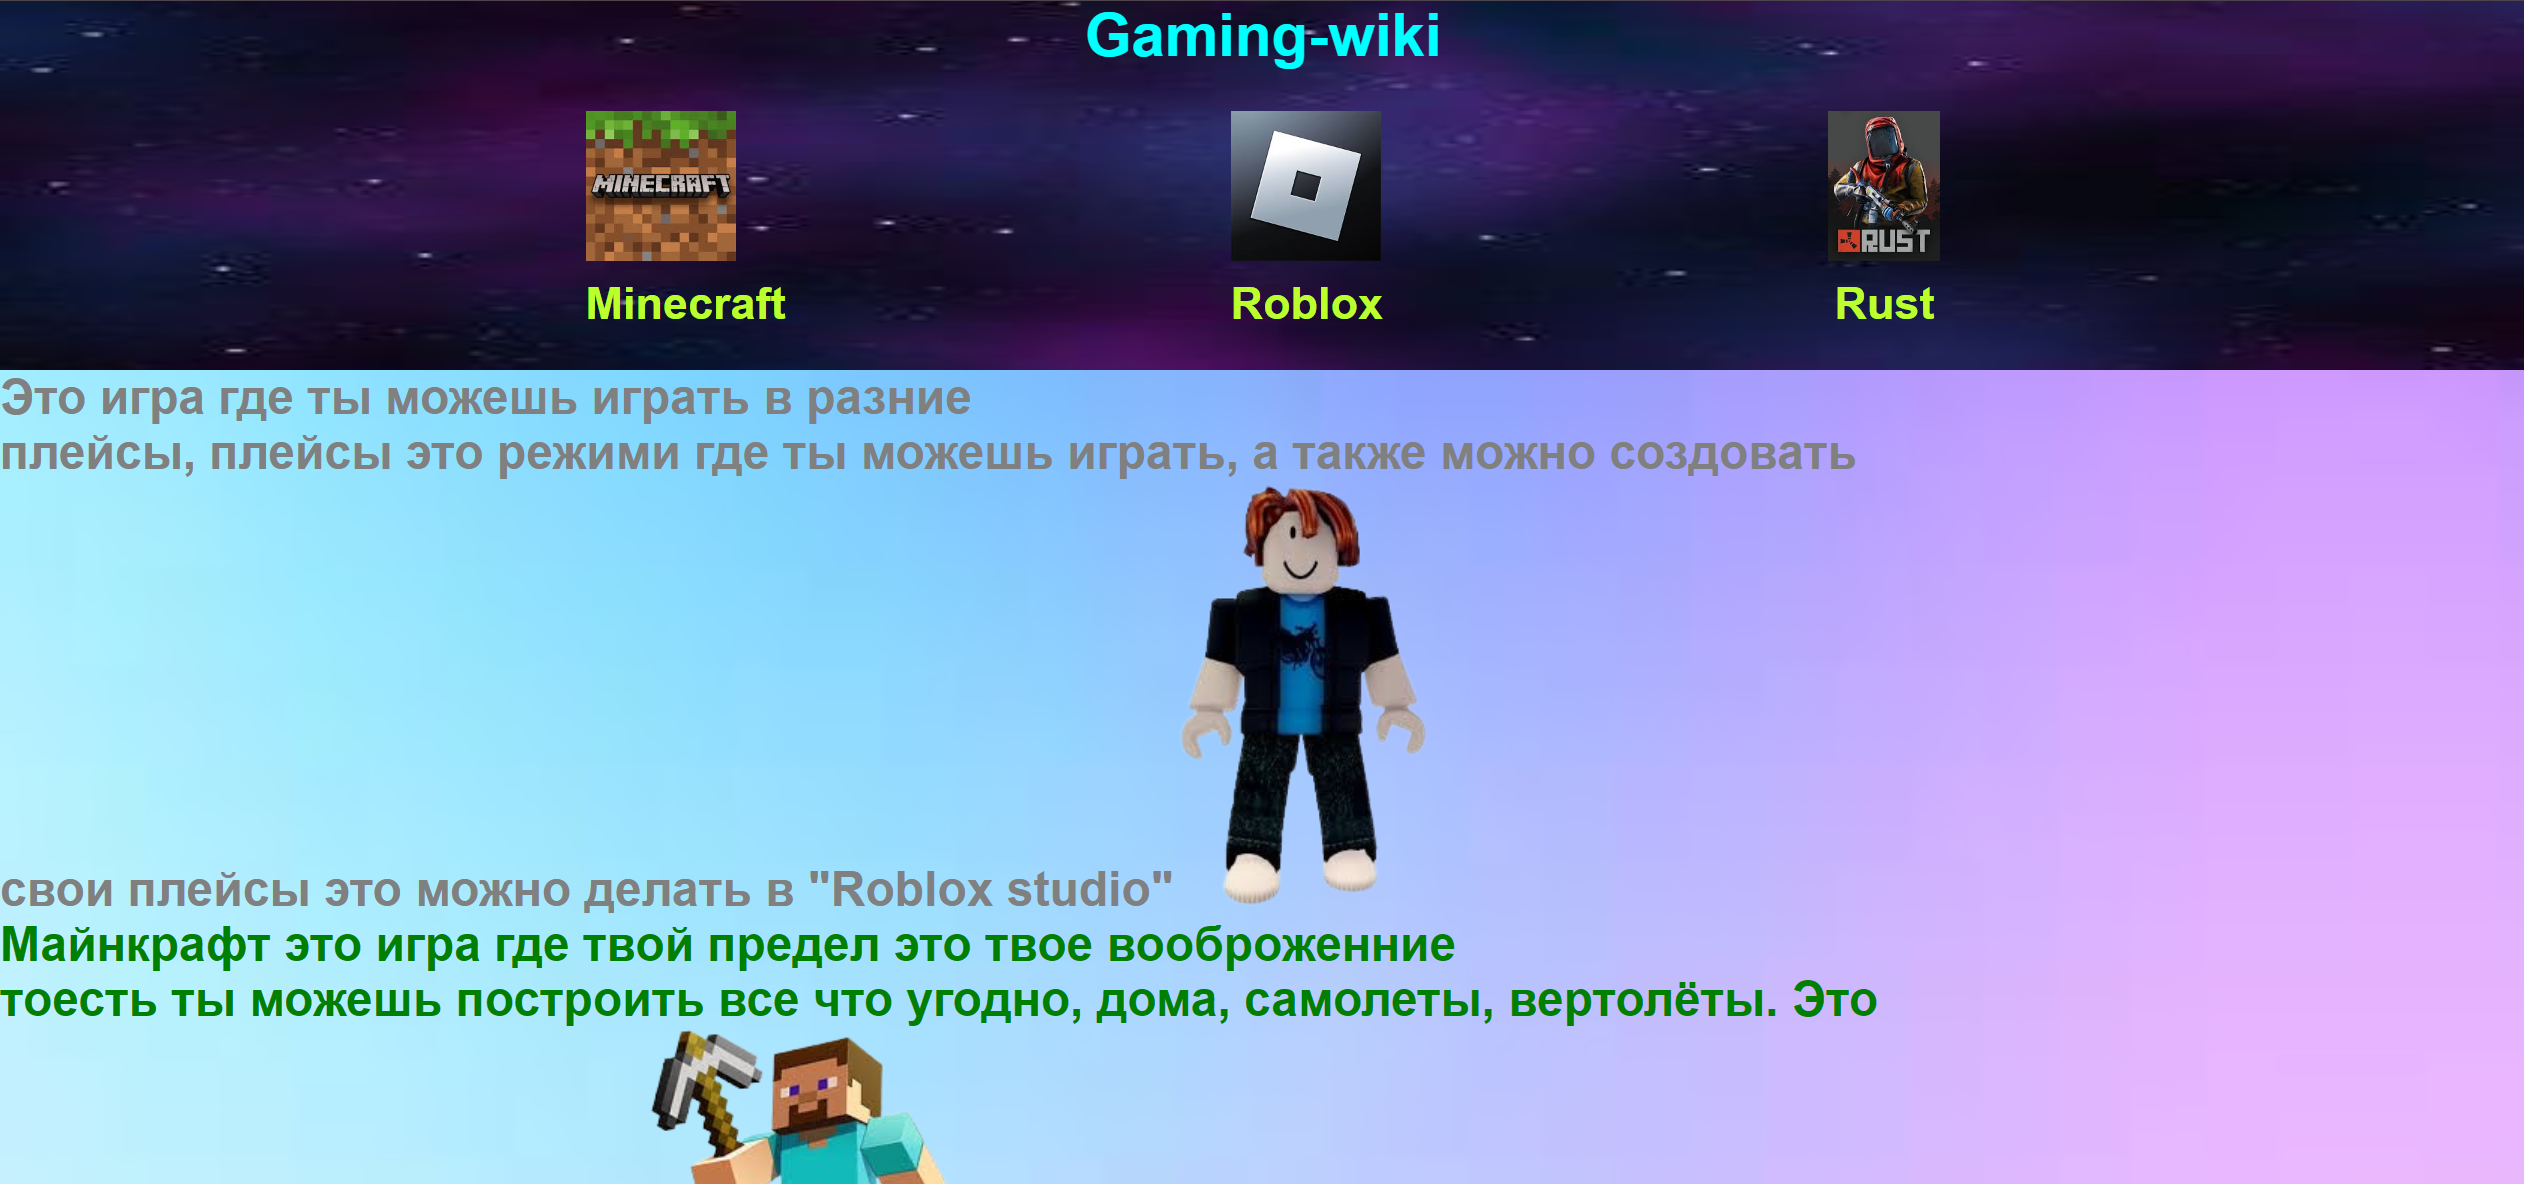 Gaming-wiki
MINECRAFT
RUST
Minecraft
Roblox
Rust
Это игра где ты можешь играть в разние
плейсы, плейсы это режими где ты можешь играть, а также можно создовать
свои плейсы это можно делать в "Roblox studio"
Майнкрафт это игра где твой предел это твое вооброженние
тоесть ты можешь построить все что угодно, дома, самолеты, вертолёты. Это